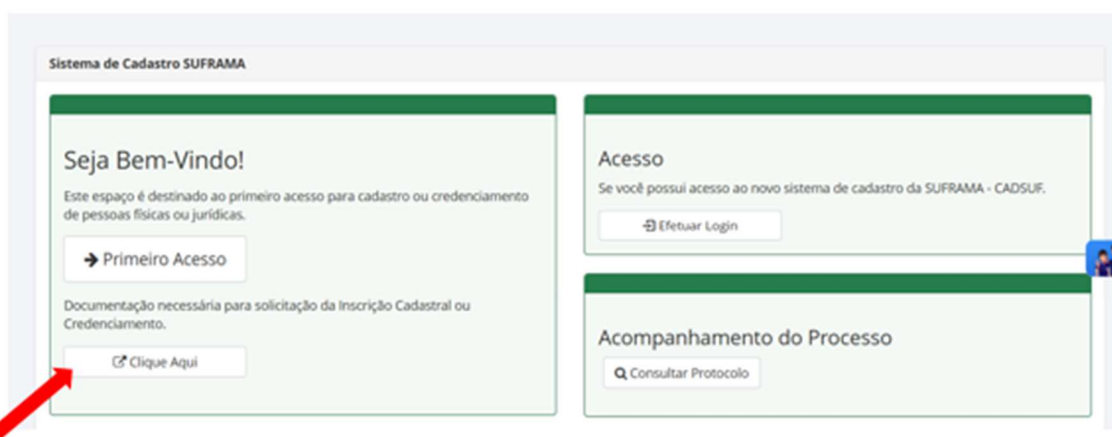 Sistema de Cadastro SUFRAMA
Seja Bem-Vindo!
Este espaço é destinado ao primeiro acesso para cadastro ou credenciamento
de pessoas físicas ou jurídicas.
Primeiro Acesso
Documentação necessária para solicitação da Inscrição Cadastral ou
Credenciamento.
Clique Aqui
Acesso
Se você possui acesso ao novo sistema de cadastro da SUFRAMA - CADSUF.
Efetuar Login
Acompanhamento do Processo
Consultar Protocolo